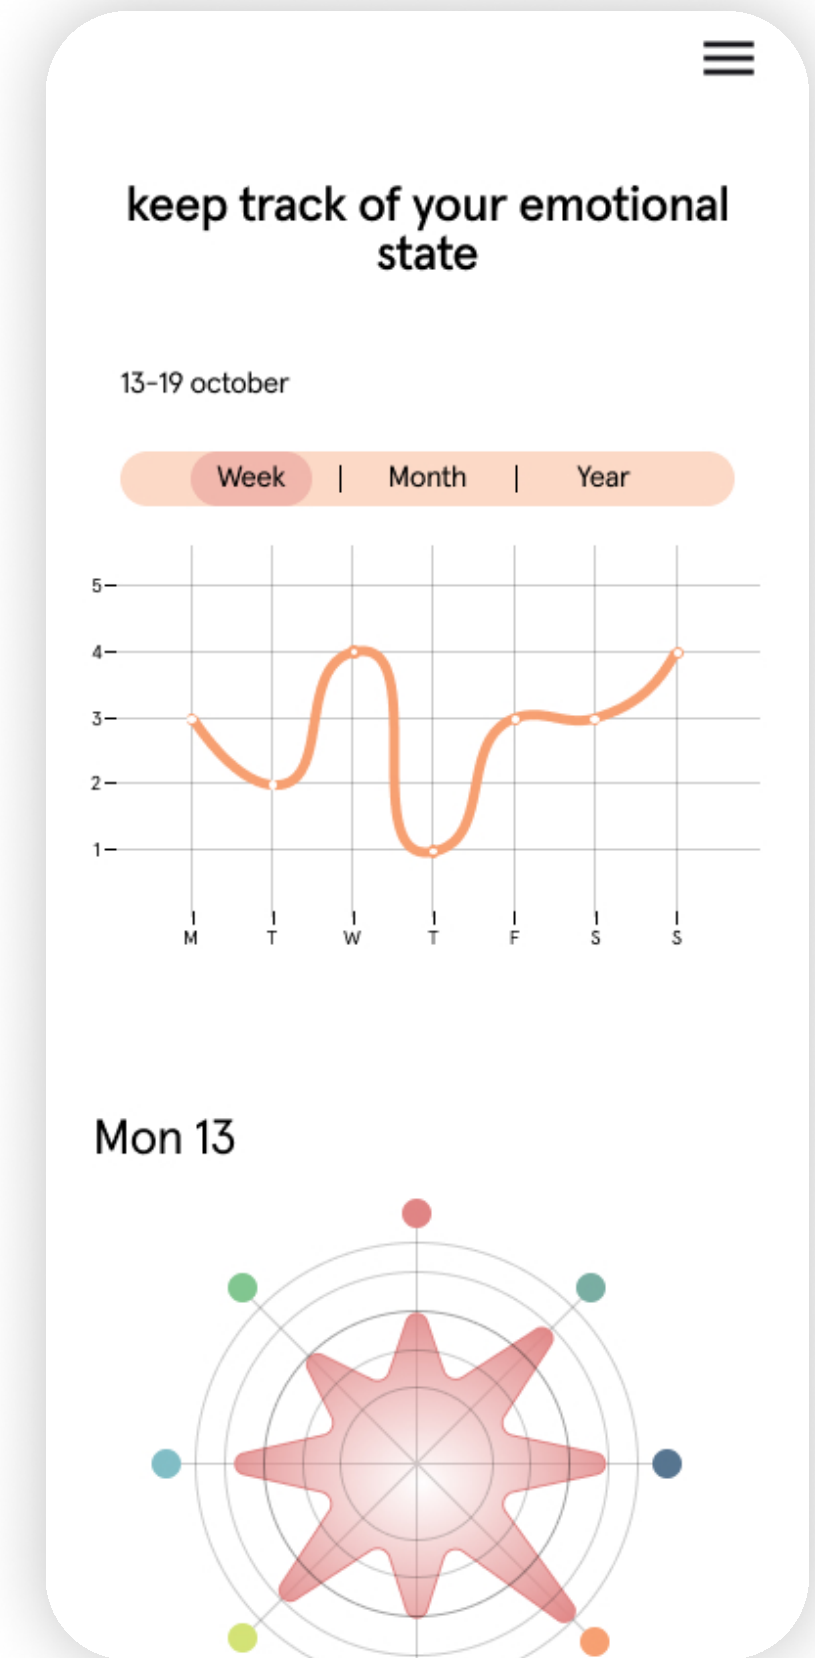 keep track of your emotional
state
13-19 october
Week | Month | Year
5
4
3
2
1
M T W T F S S
Mon 13